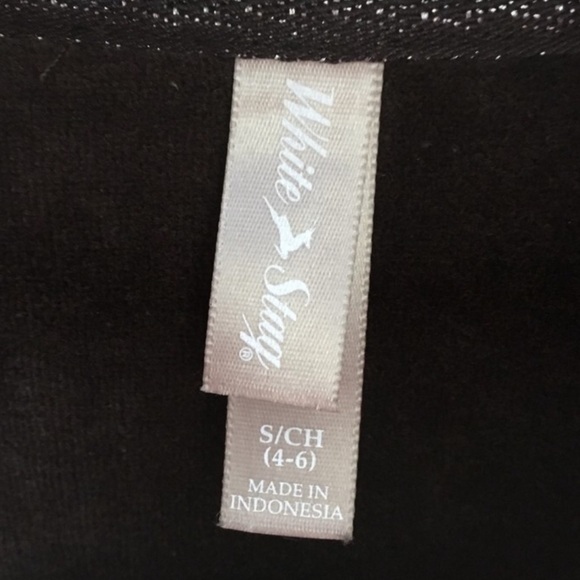 White Stag®
S/CH
(4-6)
MADE IN
INDONESIA